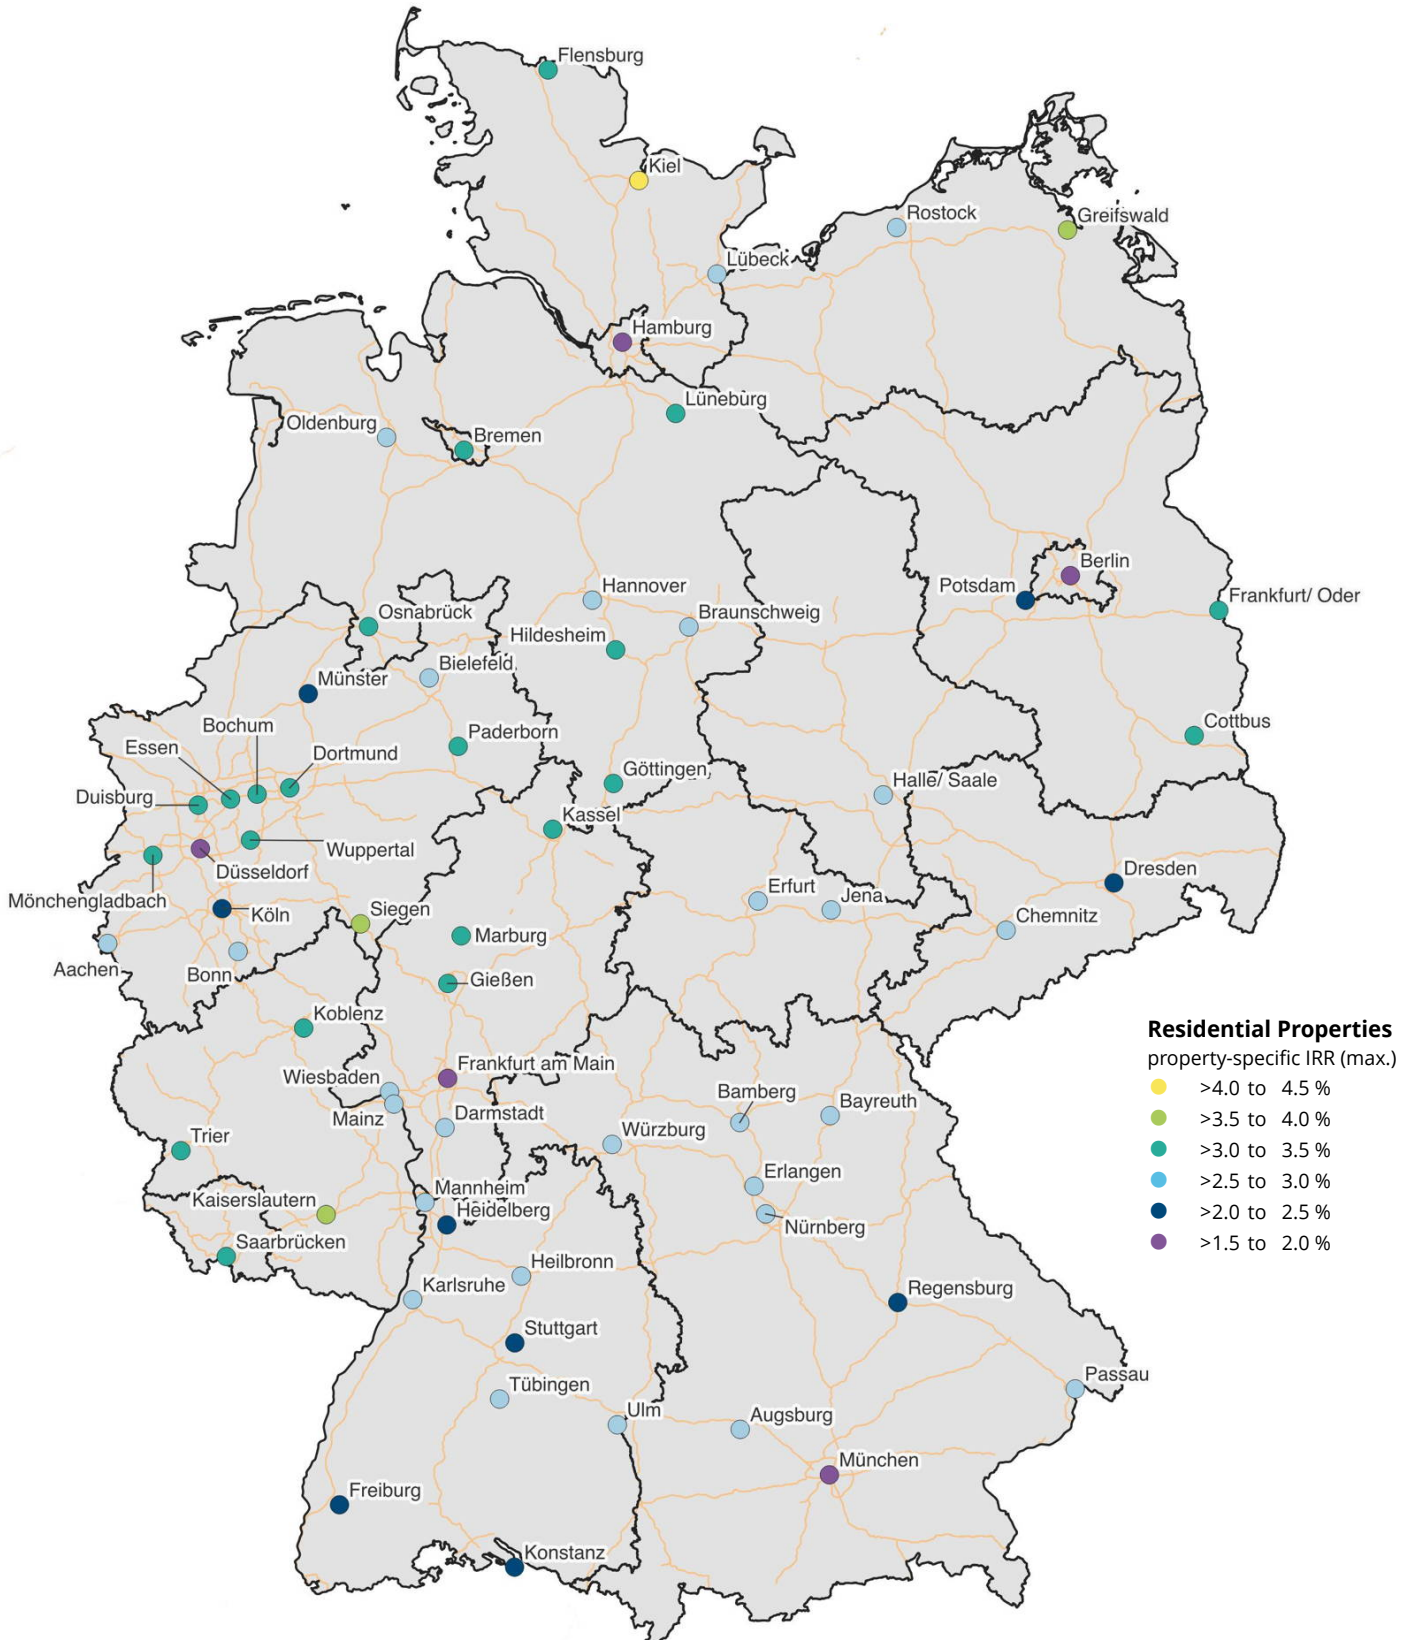 Flensburg
Kiel
Rostock
Greifswald
Lübeck
Hamburg
Lüneburg
Oldenburg
Bremen
Berlin
Potsdam
Frankfurt/ Oder
Hannover
Braunschweig
Osnabrück
Hildesheim
Bielefeld
Münster
Bochum
Paderborn
Cottbus
Essen
Dortmund
Göttingen
Halle/ Saale
Duisburg
Kassel
Wuppertal
Düsseldorf
Dresden
Mönchengladbach
Erfurt
Jena
Köln
Siegen
Chemnitz
Marburg
Aachen
Bonn
Gießen
Koblenz
Residential Properties
property-specific IRR (max.)
>4.0 to 4.5 %
>3.5 to 4.0 %
>3.0 to 3.5 %
>2.5 to 3.0 %
>2.0 to 2.5 %
>1.5 to 2.0 %
Frankfurt am Main
Wiesbaden
Bamberg
Bayreuth
Mainz
Darmstadt
Würzburg
Trier
Erlangen
Mannheim
Kaiserslautern
Heidelberg
Nürnberg
Saarbrücken
Heilbronn
Karlsruhe
Regensburg
Stuttgart
Passau
Tübingen
Ulm
Augsburg
München
Freiburg
Konstanz